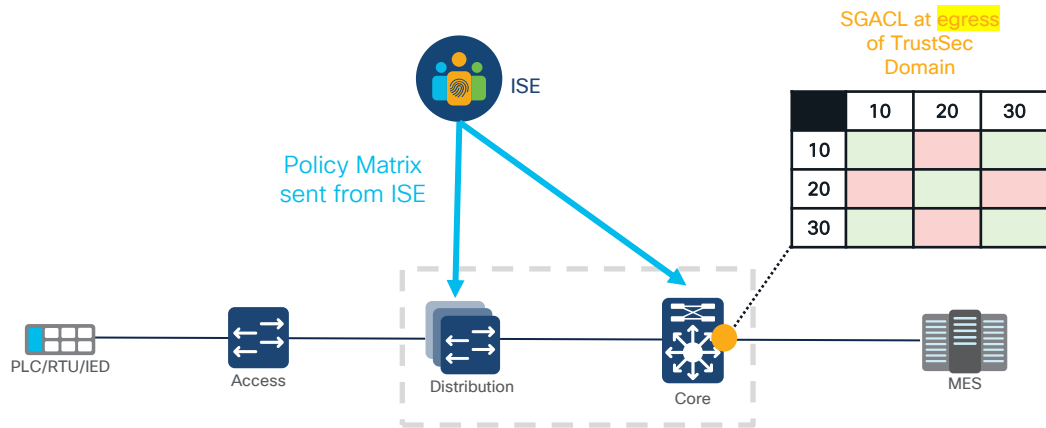 SGACL at egress
of TrustSec
Domain
ISE
10 20 30
10
20
30
Policy Matrix
sent from ISE
PLC/RTU/IED
Access
Distribution
Core
MES